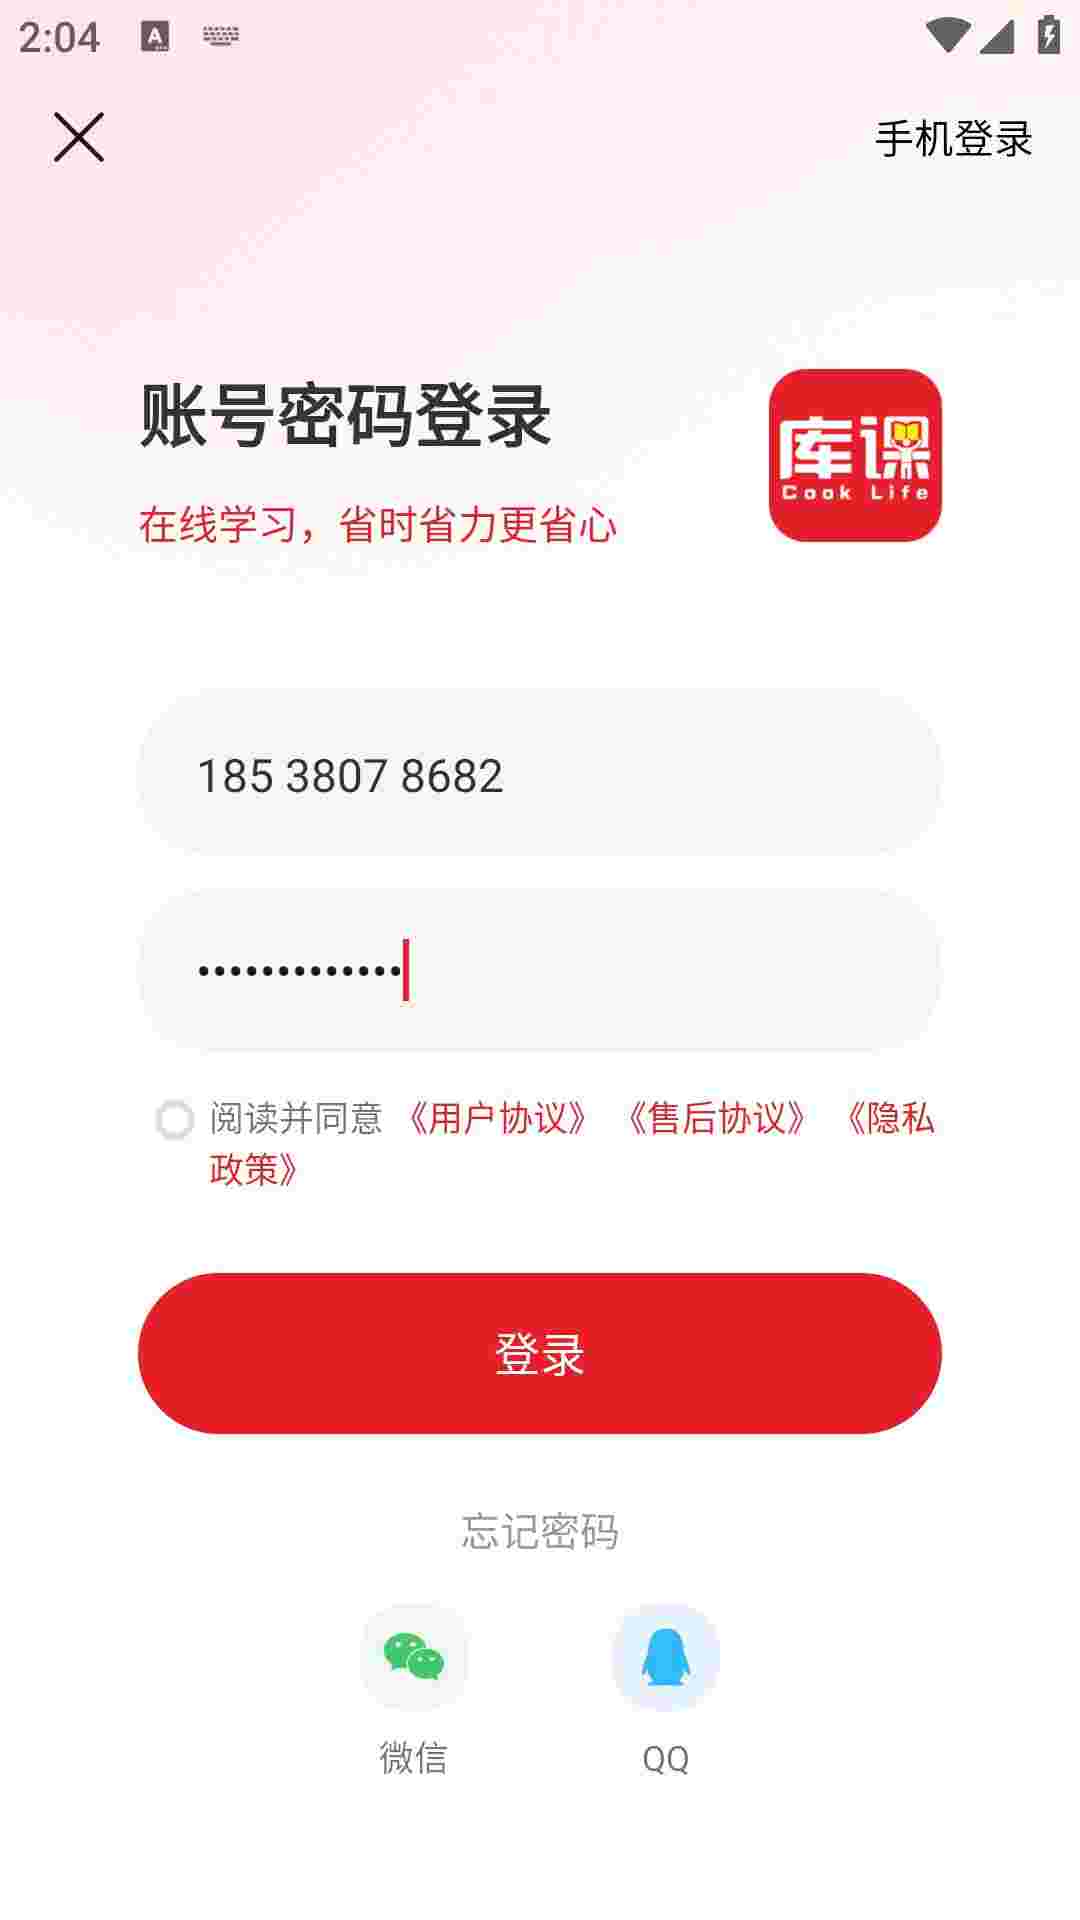 2:04
手机登录
账号密码登录
库课
Cook Life
在线学习，省时省力更省心
185 3807 8682
•••••••••••••
阅读并同意 《用户协议》 《售后协议》 《隐私
政策》
登录
忘记密码
微信 QQ